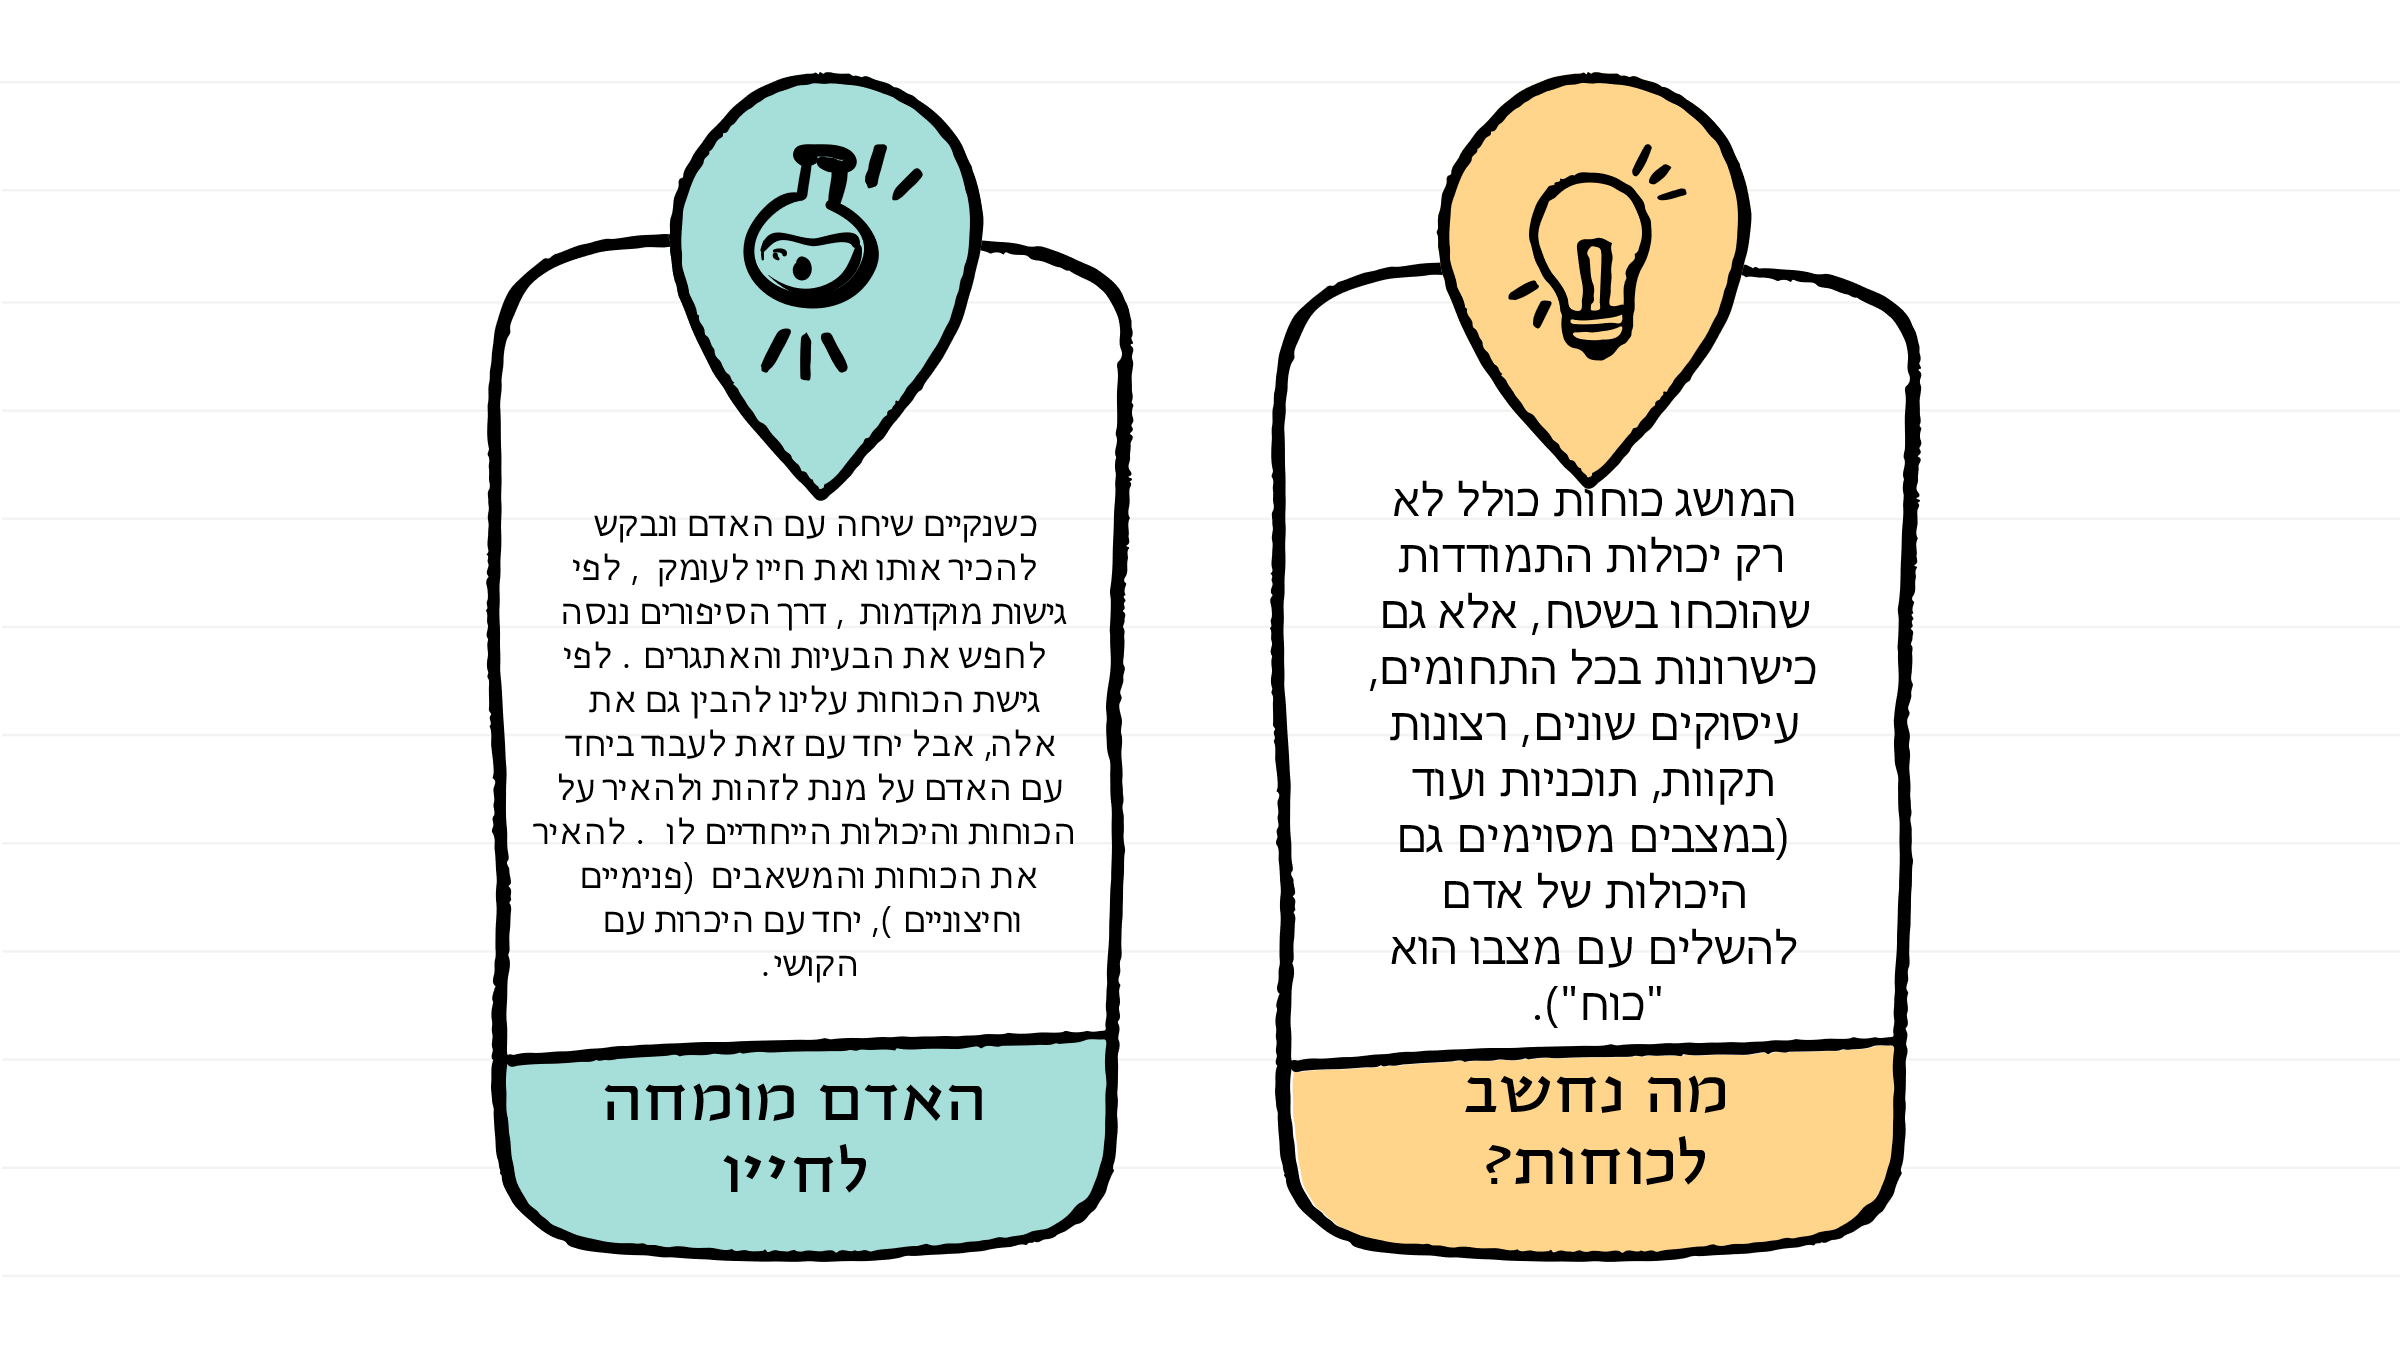 המושג כוחות כולל לא
רק יכולות התמודדות
שהוכחו בשטח, אלא גם
כישרונות בכל התחומים,
עיסוקים שונים, רצונות
תקוות, תוכניות ועוד
(במצבים מסוימים גם
היכולות של אדם
להשלים עם מצבו הוא
"כוח").
מה נחשב
לכוחות?
כשנקיים שיחה עם האדם ונבקש
להכיר אותו ואת חייו לעומק , לפי
גישות מוקדמות , דרך הסיפורים ננסה
לחפש את הבעיות והאתגרים . לפי
גישת הכוחות עלינו להבין גם את
אלה, אבל יחד עם זאת לעבוד ביחד
עם האדם על מנת לזהות ולהאיר על
הכוחות והיכולות הייחודיים לו . להאיר
את הכוחות והמשאבים (פנימיים
וחיצוניים ), יחד עם היכרות עם
הקושי.
האדם מומחה
לחייו